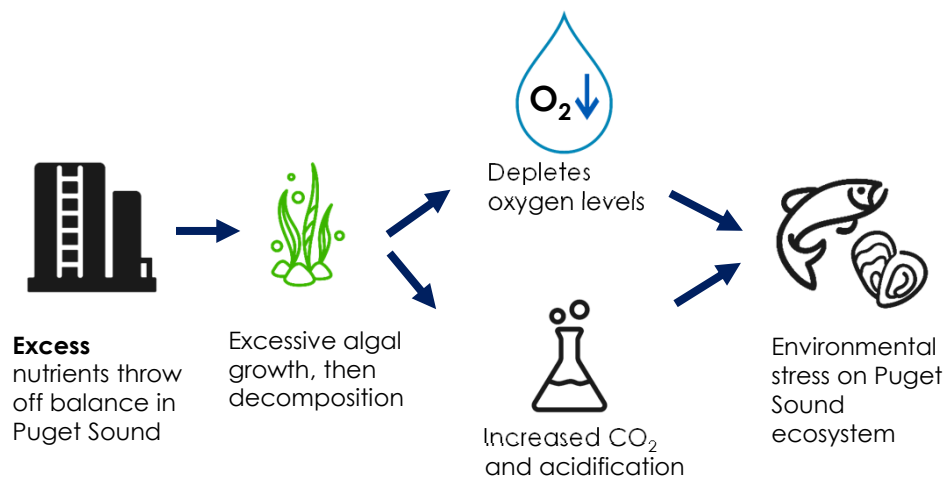 O₂
Depletes
oxygen levels
Excess
nutrients throw
off balance in
Puget Sound
Excessive algal
growth, then
decomposition
Increased CO₂
and acidification
Environmental
stress on Puget
Sound
ecosystem